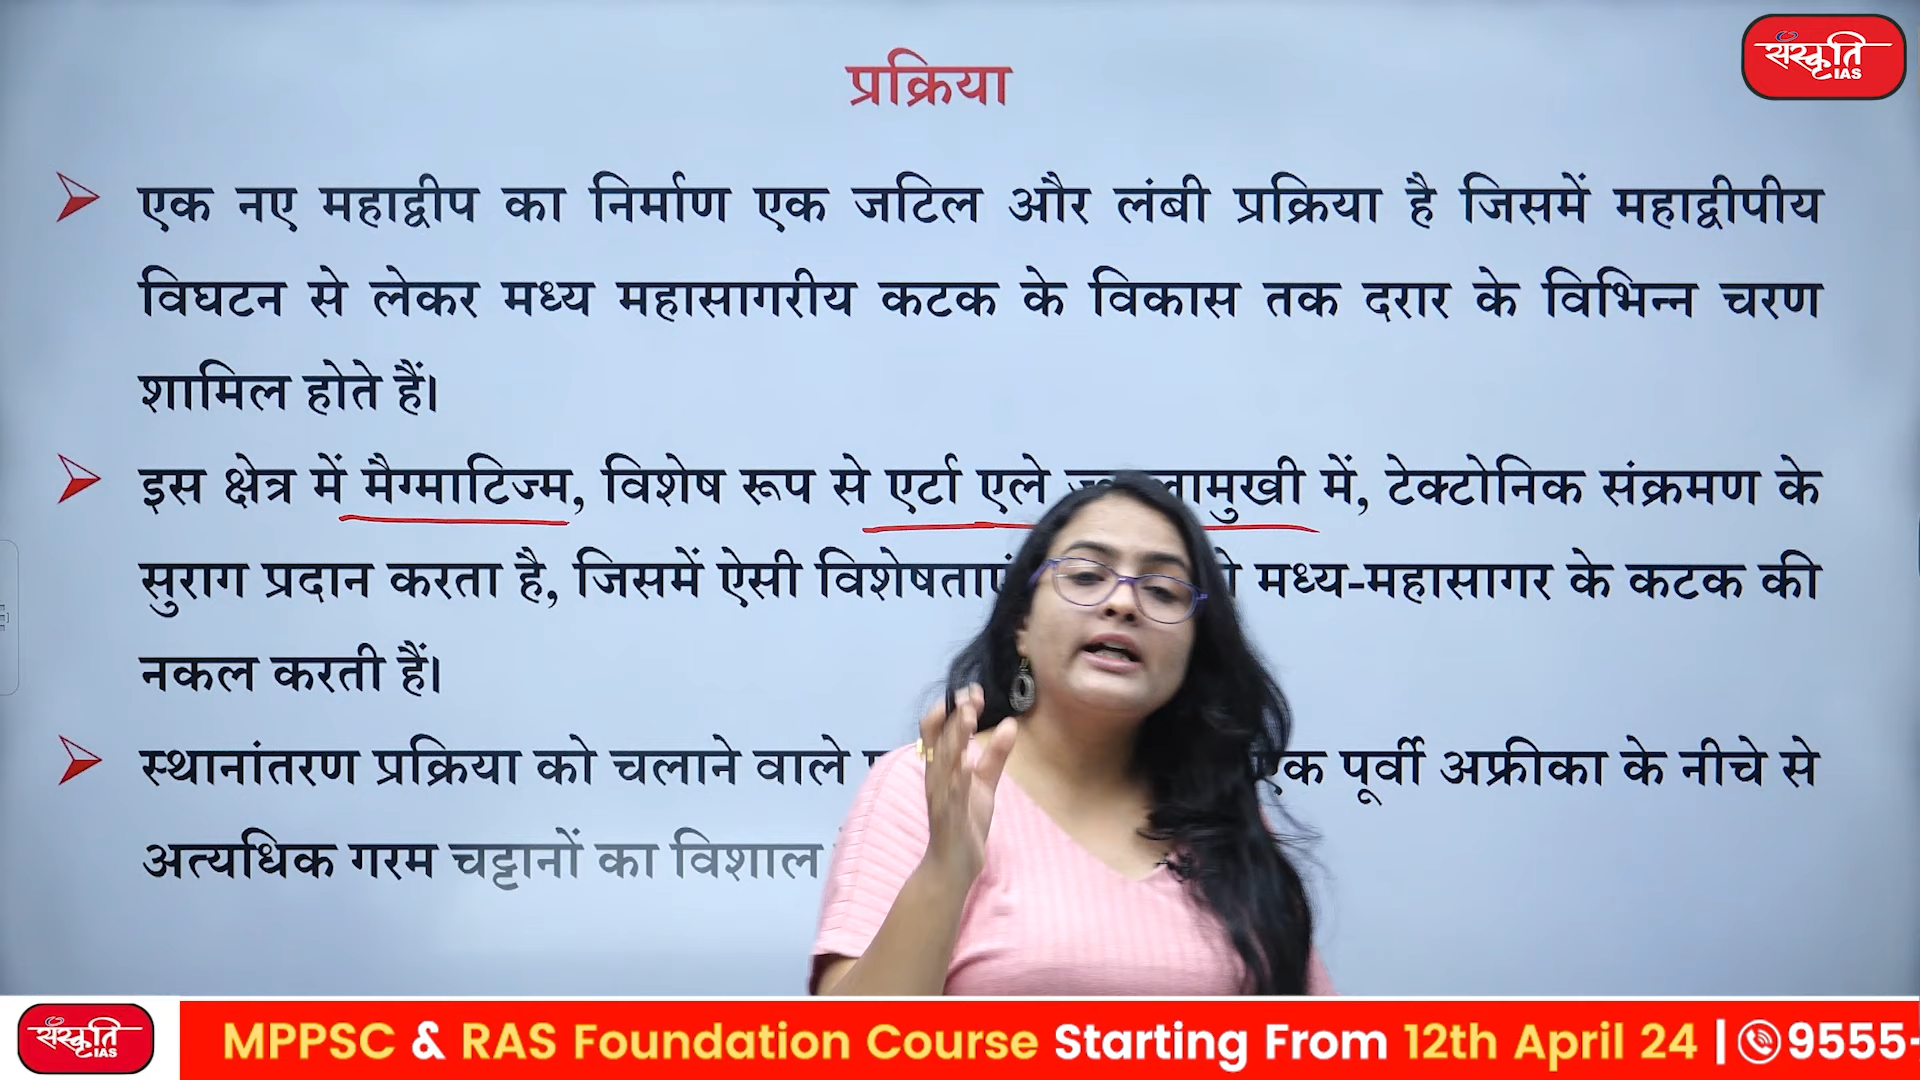 संस्कृति
IAS
प्रक्रिया
एक नए महाद्वीप का निर्माण एक जटिल और लंबी प्रक्रिया है जिसमें महाद्वीपीय
विघटन से लेकर मध्य महासागरीय कटक के विकास तक दरार के विभिन्न चरण
शामिल होते हैं।
इस क्षेत्र में मैग्माटिज्म, विशेष रूप से एर्टा एले में, टेक्टोनिक संक्रमण के
सुराग प्रदान करता है, जिसमें ऐसी मध्य-महासागर के कटक की
नकल करती हैं।
स्थानांतरण प्रक्रिया को चलाने वाले पूर्वी अफ्रीका के नीचे से
अत्यधिक गरम चट्टानों का विशाल
संस्कृति
IAS
MPPSC & RAS Foundation Course Starting From 12th April 24 | 9555-